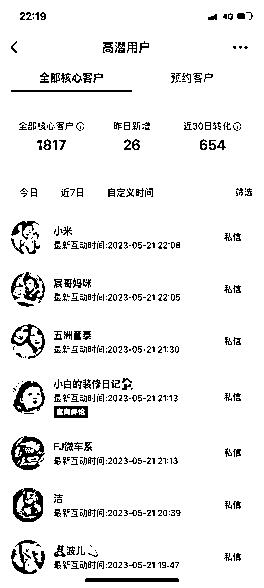 22:19
4G
高潜用户
全部核心客户 预约客户
全部核心客户 昨日新增 近30日转化
1817 26 654
今日 近7日 自定义时间 筛选
小米
最新互动时间:2023-05-21 22:08
私信
宸哥妈咪
最新互动时间:2023-05-21 22:05
私信
五洲
最新互动时间:2023-05-21 21:30
私信
小白的装修日记
最新互动时间:2023-05-21 21:13
私信
FJ微车系
最新互动时间:2023-05-21 21:13
私信
洁
最新互动时间:2023-05-21 20:39
私信
波儿
最新互动时间:2023-05-21 19:47
私信